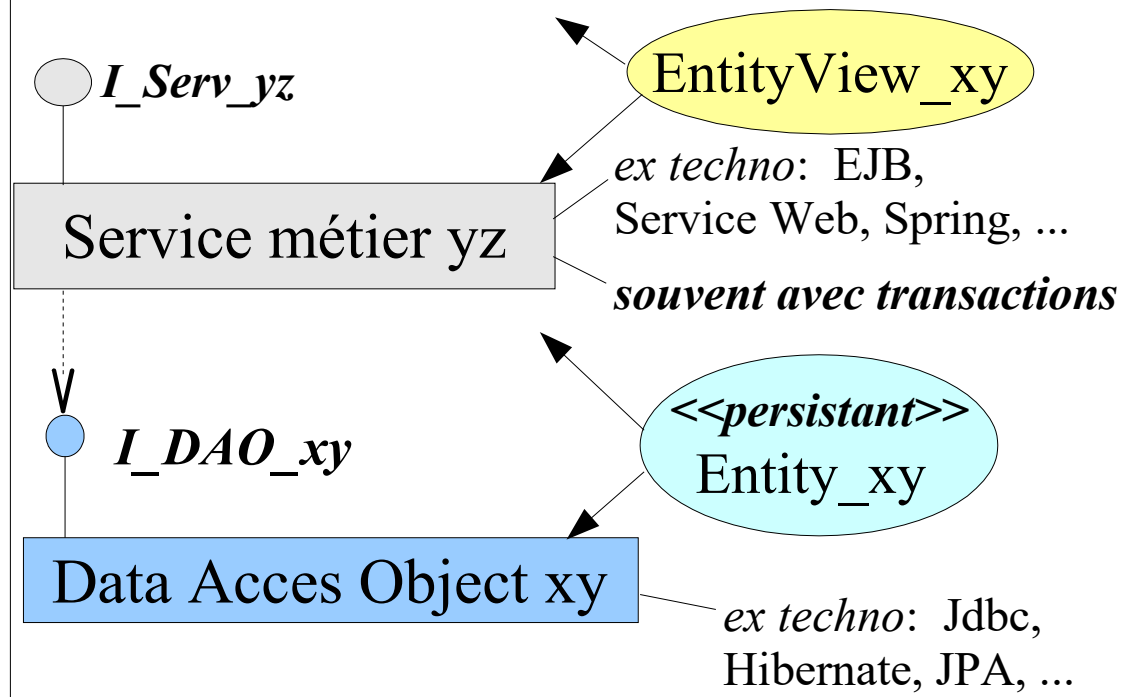 I_Serv_yz
EntityView_xy
ex techno: EJB,
Service Web, Spring, ...
Service métier yz
souvent avec transactions
<<persistant>>
Entity_xy
I_DAO_xy
Data Acces Object xy
ex techno: Jdbc,
Hibernate, JPA, ...